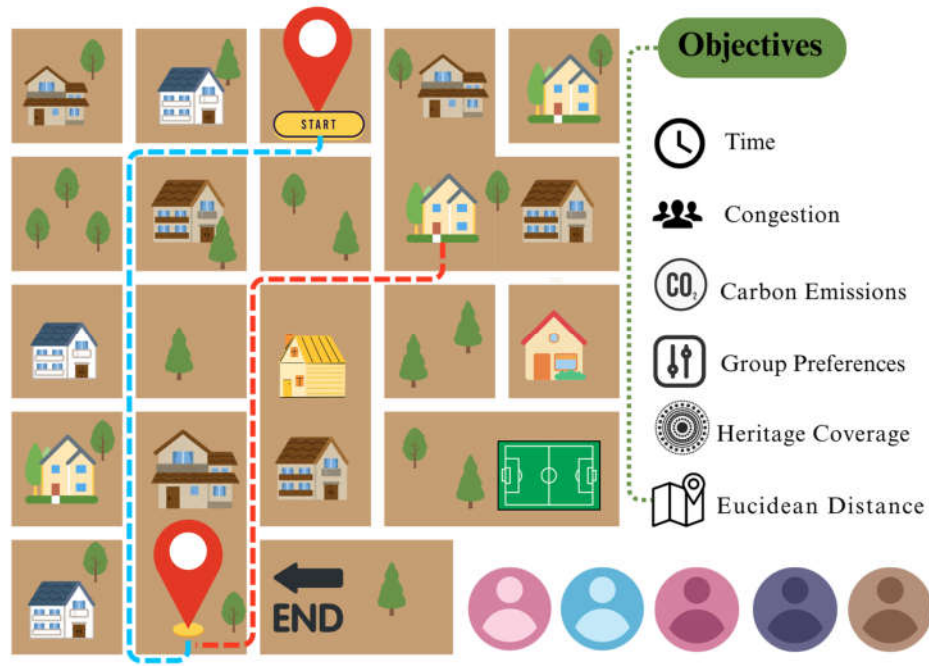 START
Objectives
Time
Congestion
CO₂
Carbon Emissions
Group Preferences
Heritage Coverage
Eucidean Distance
END